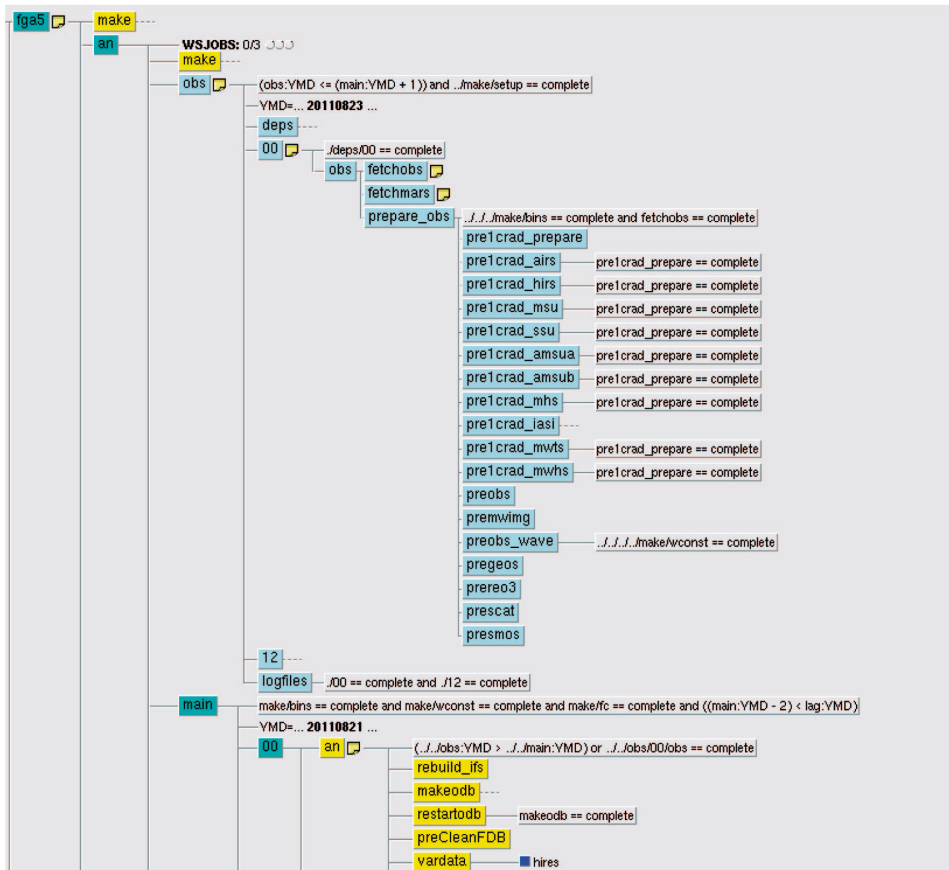 fga5 make
an
WSJOBS: 0/3
make
obs (obs:YMD <= (main:YMD + 1 )) and ../make/setup == complete
YMD=... 20110823 ...
deps
00 ./deps/00 == complete
obs fetchobs
fetchmars
prepare_obs ../../../make/bins == complete and fetchobs == complete
pre1crad_prepare
pre1crad_airs pre1crad_prepare == complete
pre1crad_hirs pre1crad_prepare == complete
pre1crad_msu pre1crad_prepare == complete
pre1crad_ssu pre1crad_prepare == complete
pre1crad_amsua pre1crad_prepare == complete
pre1crad_amsub pre1crad_prepare == complete
pre1crad_mhs pre1crad_prepare == complete
pre1crad_iasi
pre1crad_mwts pre1crad_prepare == complete
pre1crad_mwhs pre1crad_prepare == complete
preobs
premwimg
preobs_wave ../../../../make/wconst == complete
pregeos
prereo3
prescat
presmos
12
logfiles ./00 == complete and ./12 == complete
main make/bins == complete and make/wconst == complete and make/fc == complete and ((main:YMD - 2) < lag:YMD)
YMD=... 20110821 ...
00 an (../../obs:YMD > ../../main:YMD) or ../../obs/00/obs == complete
rebuild_ifs
makeodb
restartodb makeodb == complete
preCleanFDB
vardata hires